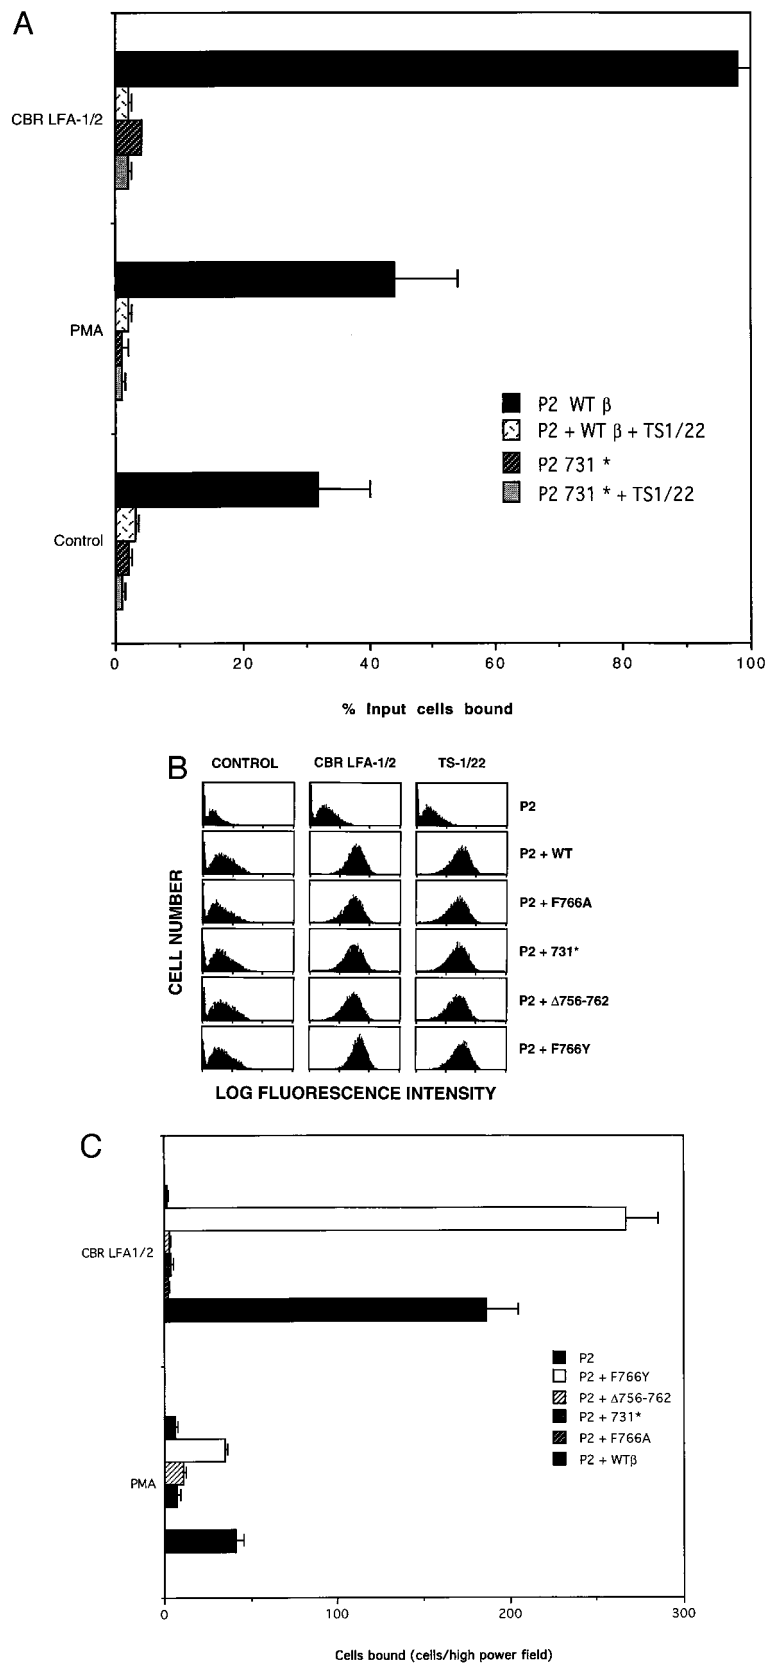 A
CBR LFA-1/2
PMA
Control
P2 WT β
P2 + WT β + TS1/22
P2 731 *
P2 731 * + TS1/22
0 20 40 60 80 100
% Input cells bound
B
CONTROL CBR LFA-1/2 TS-1/22
P2
P2 + WT
P2 + F766A
P2 + 731*
P2 + Δ756-762
P2 + F766Y
CELL NUMBER
LOG FLUORESCENCE INTENSITY
C
CBR LFA1/2
PMA
P2
P2 + F766Y
P2 + Δ756-762
P2 + 731*
P2 + F766A
P2 + WTβ
0 100 200 300
Cells bound (cells/high power field)